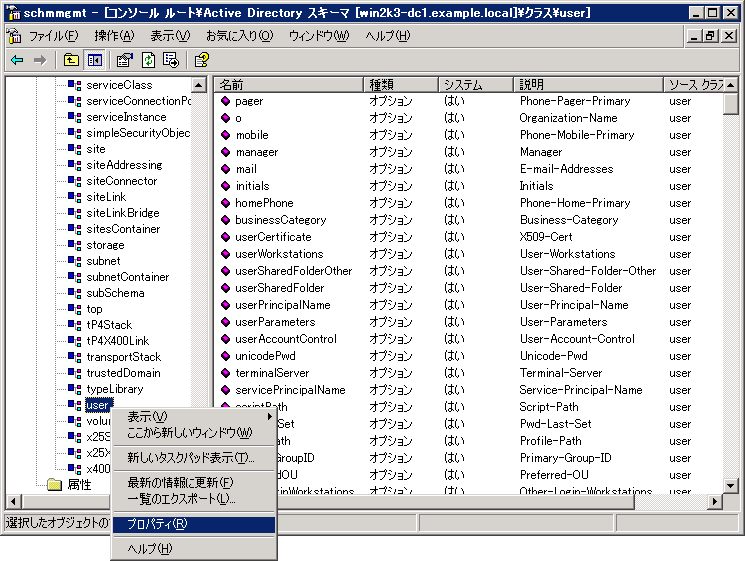 schmmgmt - [コンソール ルート¥Active Directory スキーマ [win2k3-dc1.example.local]¥クラス¥user]
ファイル(F) 操作(A) 表示(V) お気に入り(O) ウィンドウ(W) ヘルプ(H)
serviceClass
serviceConnectionPo
serviceInstance
simpleSecurityObjec
site
siteAddressing
siteConnector
siteLink
siteLinkBridge
sitesContainer
storage
subnet
subnetContainer
subSchema
top
tP4Stack
tP4X400Link
transportStack
trustedDomain
typeLibrary
user
volu
x25S
x25X
x400
属性
名前 種類 システム 説明 ソース クラス
pager オプション はい Phone-Pager-Primary user
o オプション はい Organization-Name user
mobile オプション はい Phone-Mobile-Primary user
manager オプション はい Manager user
mail オプション はい E-mail-Addresses user
initials オプション はい Initials user
homePhone オプション はい Phone-Home-Primary user
businessCategory オプション はい Business-Category user
userCertificate オプション はい X509-Cert user
userWorkstations オプション はい User-Workstations user
userSharedFolderOther オプション はい User-Shared-Folder-Other user
userSharedFolder オプション はい User-Shared-Folder user
userPrincipalName オプション はい User-Principal-Name user
userParameters オプション はい User-Parameters user
userAccountControl オプション はい User-Account-Control user
unicodePwd オプション はい Unicode-Pwd user
terminalServer オプション はい Terminal-Server user
servicePrincipalName オプション はい Service-Principal-Name user
scriptPath オプション はい Script-Path user
Set オプション はい Pwd-Last-Set user
ath オプション はい Profile-Path user
GroupID オプション はい Primary-Group-ID user
edOU オプション はい Preferred-OU user
inWorkstations オプション はい Other-Login-Workstations user
表示(V)
ここから新しいウィンドウ(W)
新しいタスクパッド表示(T)...
最新の情報に更新(F)
一覧のエクスポート(L)...
プロパティ(R)
ヘルプ(H)
選択したオブジェクトの